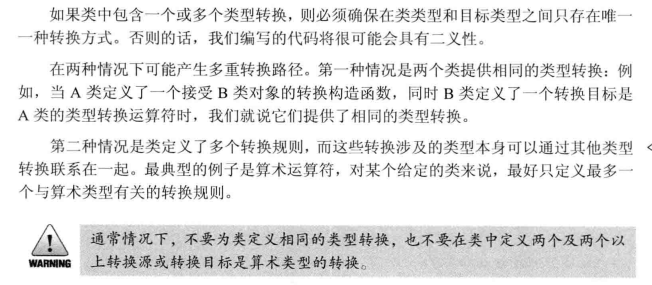 如果类中包含一个或多个类型转换，则必须确保在类类型和目标类型之间只存在唯一
一种转换方式。否则的话，我们编写的代码将很可能会具有二义性。
在两种情况下可能产生多重转换路径。第一种情况是两个类提供相同的类型转换：例
如，当 A 类定义了一个接受 B 类对象的转换构造函数，同时 B 类定义了一个转换目标是
A 类的类型转换运算符时，我们就说它们提供了相同的类型转换。
第二种情况是类定义了多个转换规则，而这些转换涉及的类型本身可以通过其他类型
转换联系在一起。最典型的例子是算术运算符，对某个给定的类来说，最好只定义最多一
个与算术类型有关的转换规则。
通常情况下，不要为类定义相同的类型转换，也不要在类中定义两个及两个以
上转换源或转换目标是算术类型的转换。
WARNING